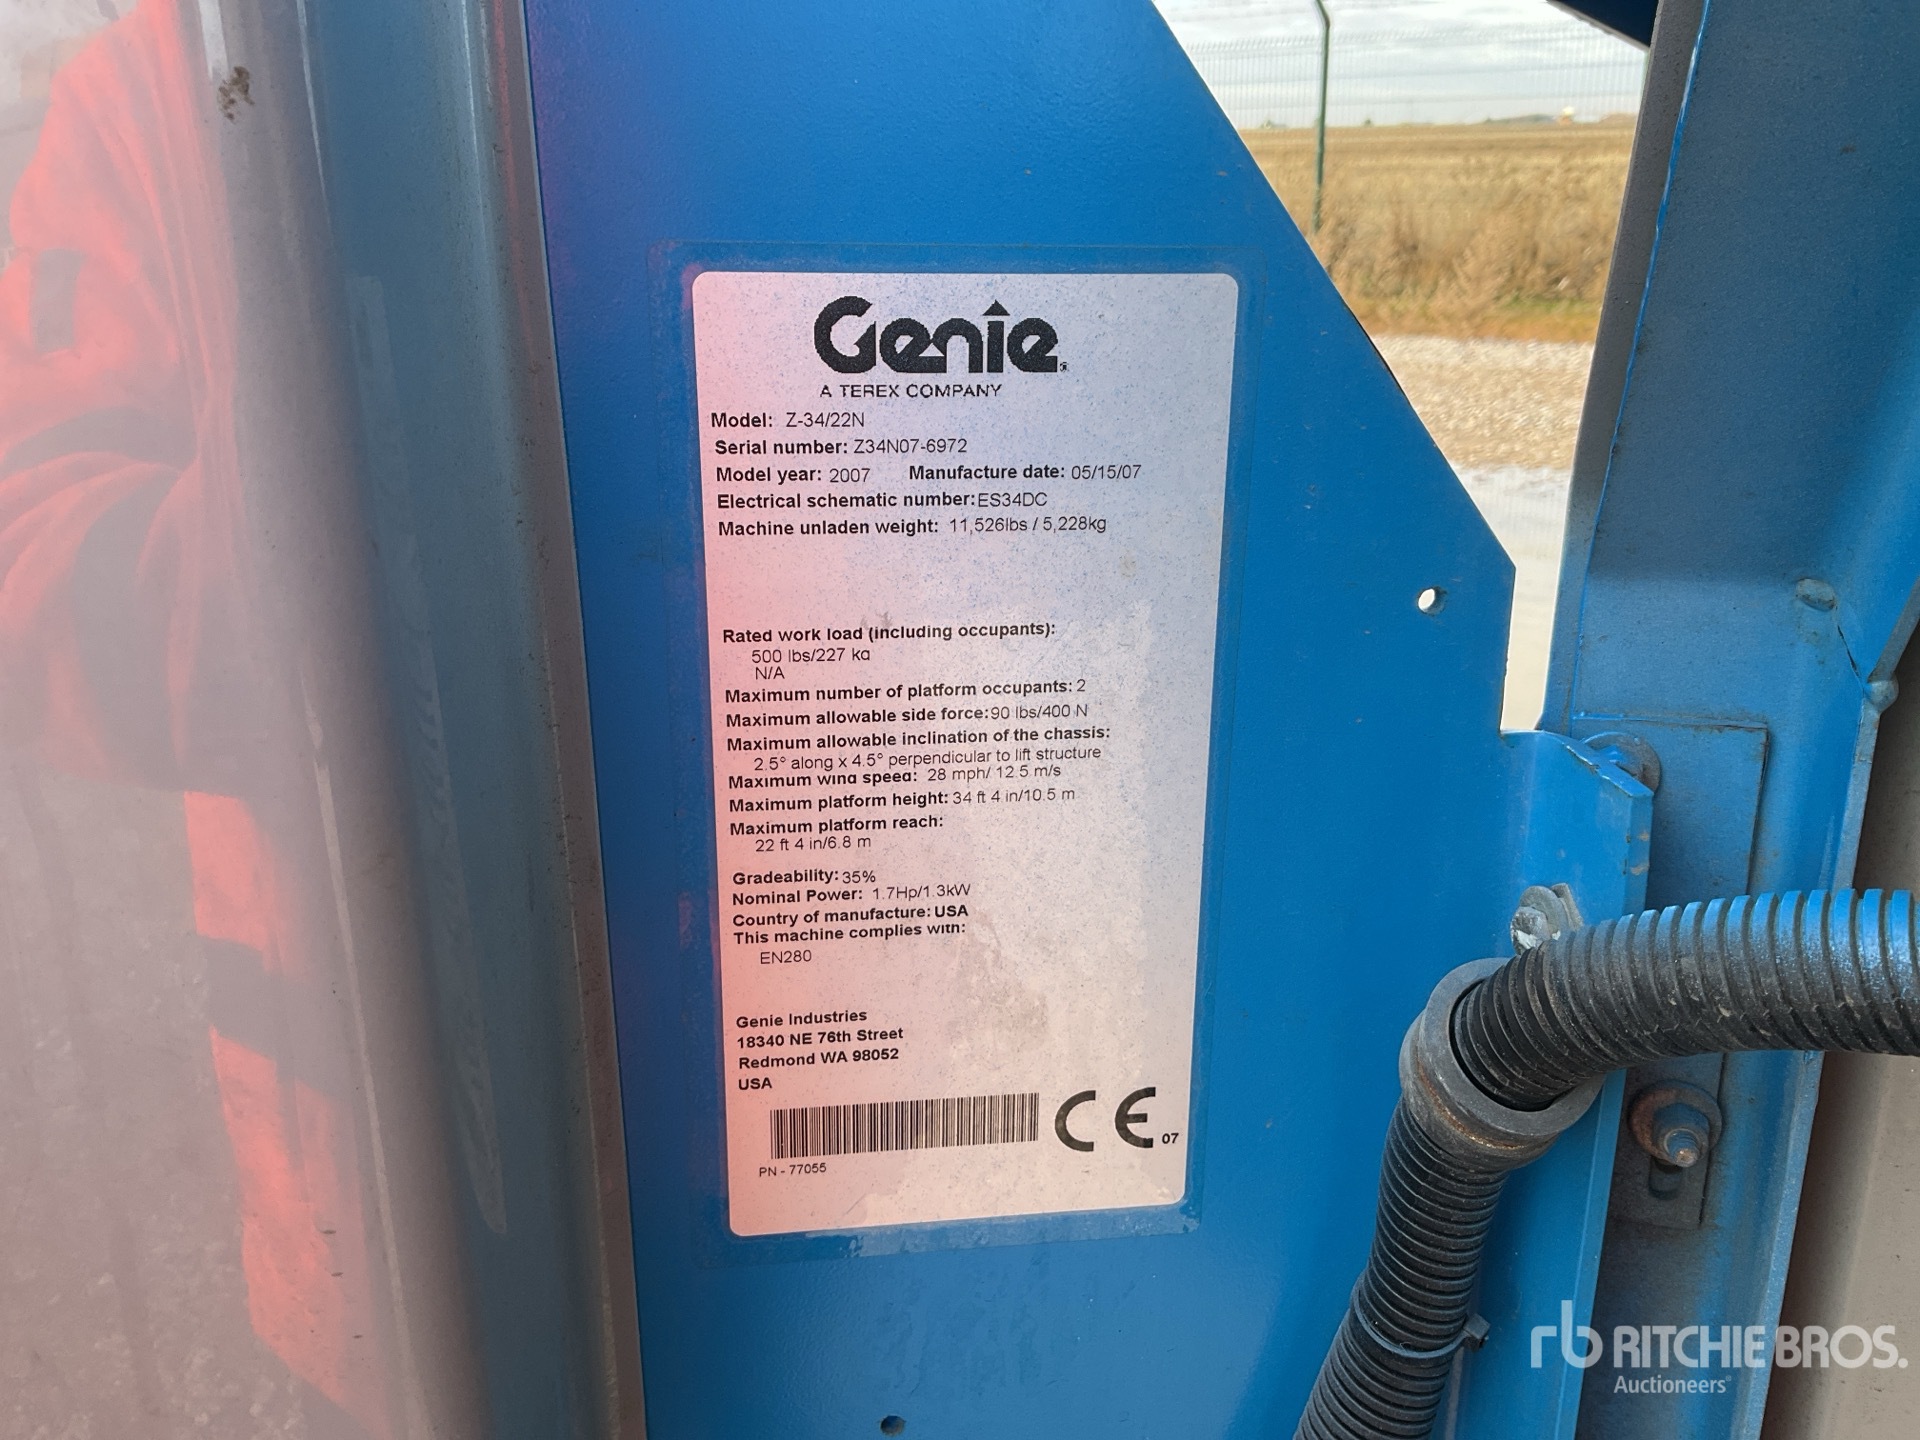 Genie
A TEREX COMPANY
Model: Z-34/22N
Serial number: Z34N07-6972
Model year: 2007 Manufacture date: 05/15/07
Electrical schematic number:ES34DC
Machine unladen weight: 11,526lbs / 5,228kg
Rated work load (including occupants):
500 lbs/227 kg
N/A
Maximum number of platform occupants: 2
Maximum allowable side force:90 lbs/400 N
Maximum allowable inclination of the chassis:
2.5° along x 4.5° perpendicular to lift structure
Maximum wind speed: 28 mph/ 12.5 m/s
Maximum platform height: 34 ft 4 in/10.5 m
Maximum platform reach:
22 ft 4 in/6.8 m
Gradeability: 35%
Nominal Power: 1.7Hp/1.3kW
Country of manufacture: USA
This machine complies with:
EN280
Genie Industries
18340 NE 76th Street
Redmond WA 98052
USA
CE 07
PN - 77055
rb RITCHIE BROS.
Auctioneers